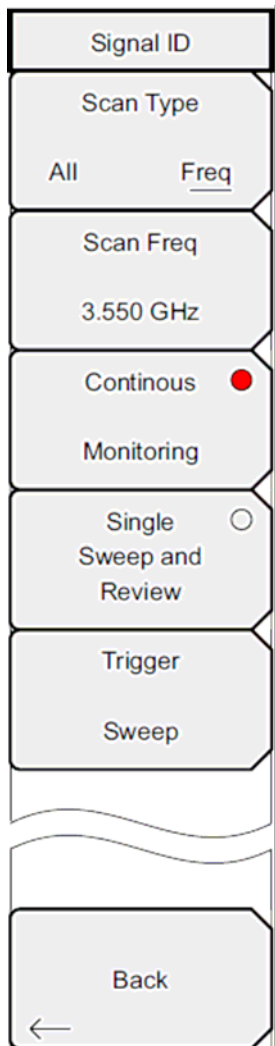 Signal ID
Scan Type
All Freq
Scan Freq
3.550 GHz
Continous
Monitoring
Single
Sweep and
Review
Trigger
Sweep
Back